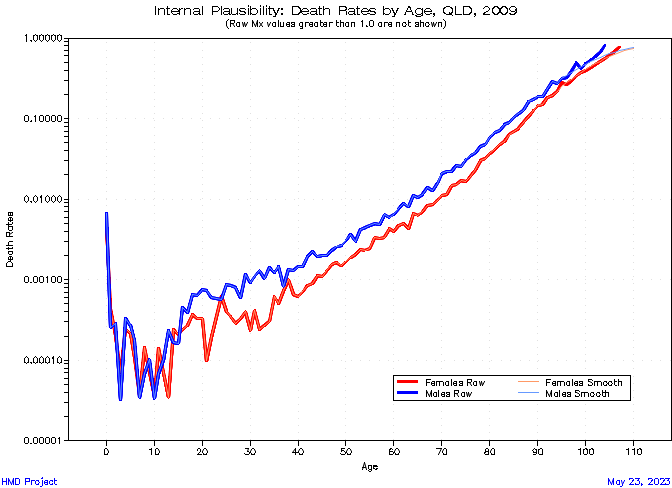 Internal Plausibility: Death Rates by Age, QLD, 2009
(Raw Mx values greater than 1.0 are not shown)
1.00000
0.10000
0.01000
0.00100
0.00010
0.00001
Death Rates
Females Raw
Females Smooth
Males Raw
Males Smooth
0 10 20 30 40 50 60 70 80 90 100 110
Age
HMD Project
May 23, 2023